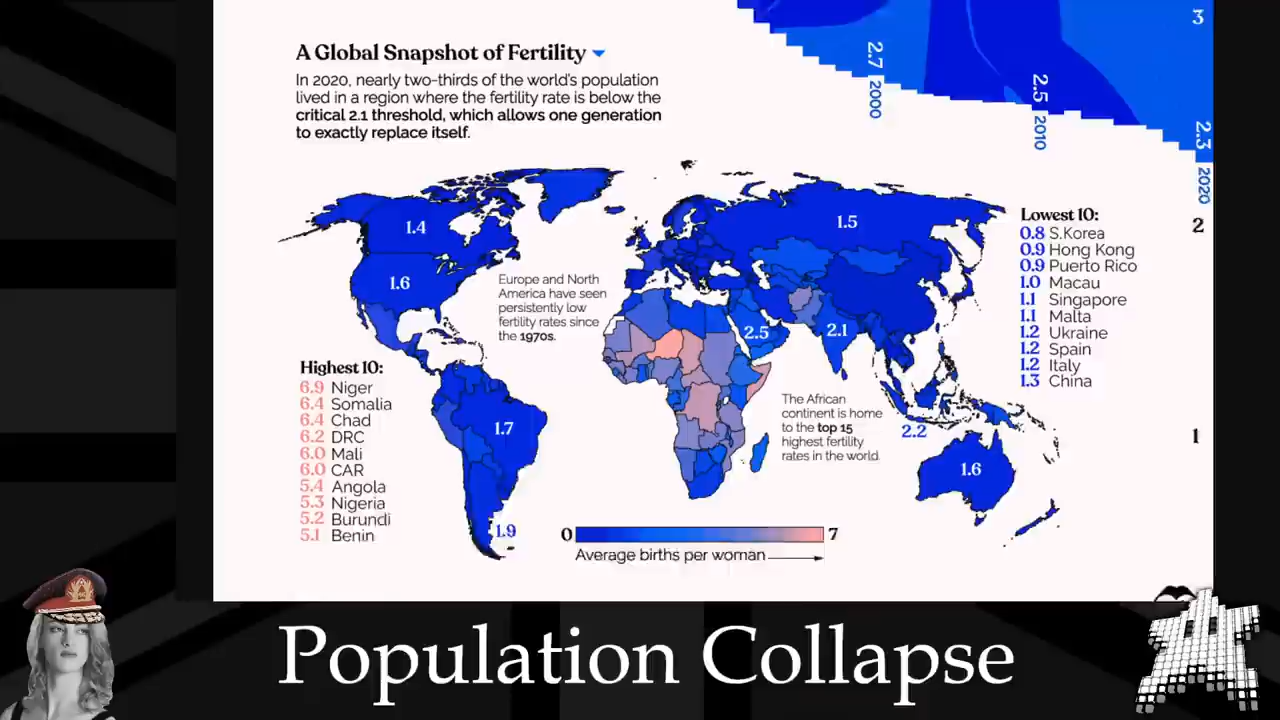 3
2.7
2000
2.5
2010
2.3
2020
A Global Snapshot of Fertility
In 2020, nearly two-thirds of the world's population
lived in a region where the fertility rate is below the
critical 2.1 threshold, which allows one generation
to exactly replace itself.
1.4
1.6
1.5
2.5
2.1
2.2
1.6
1.7
1.9
Europe and North
America have seen
persistently low
fertility rates since
the 1970s.
The African
continent is home
to the top 15
highest fertility
rates in the world.
Lowest 10:
0.8 S.Korea
0.9 Hong Kong
0.9 Puerto Rico
1.0 Macau
1.1 Singapore
1.1 Malta
1.2 Ukraine
1.2 Spain
1.2 Italy
1.3 China
2
1
Highest 10:
6.9 Niger
6.4 Somalia
6.4 Chad
6.2 DRC
6.0 Mali
6.0 CAR
5.4 Angola
5.3 Nigeria
5.2 Burundi
5.1 Benin
0 7
Average births per woman
Population Collapse